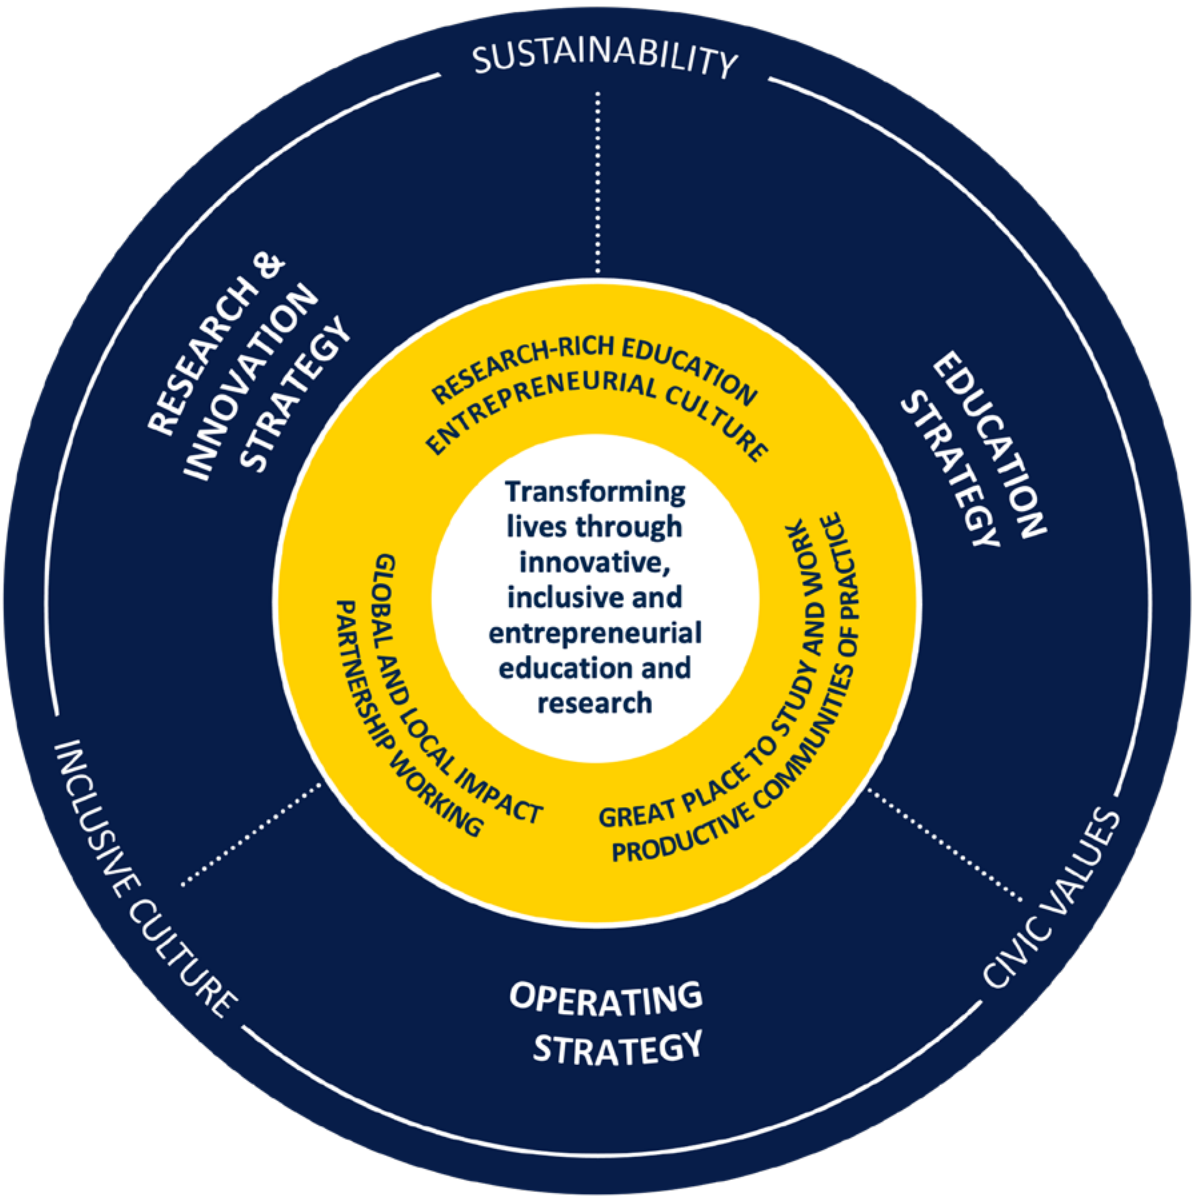 SUSTAINABILITY
RESEARCH &
INNOVATION
STRATEGY
EDUCATION
STRATEGY
RESEARCH-RICH EDUCATION
ENTREPRENEURIAL CULTURE
Transforming
lives through
innovative,
inclusive and
entrepreneurial
education and
research
GLOBAL AND LOCAL IMPACT
PARTNERSHIP WORKING
GREAT PLACE TO STUDY AND WORK
PRODUCTIVE COMMUNITIES OF PRACTICE
INCLUSIVE CULTURE
CIVIC VALUES
OPERATING
STRATEGY